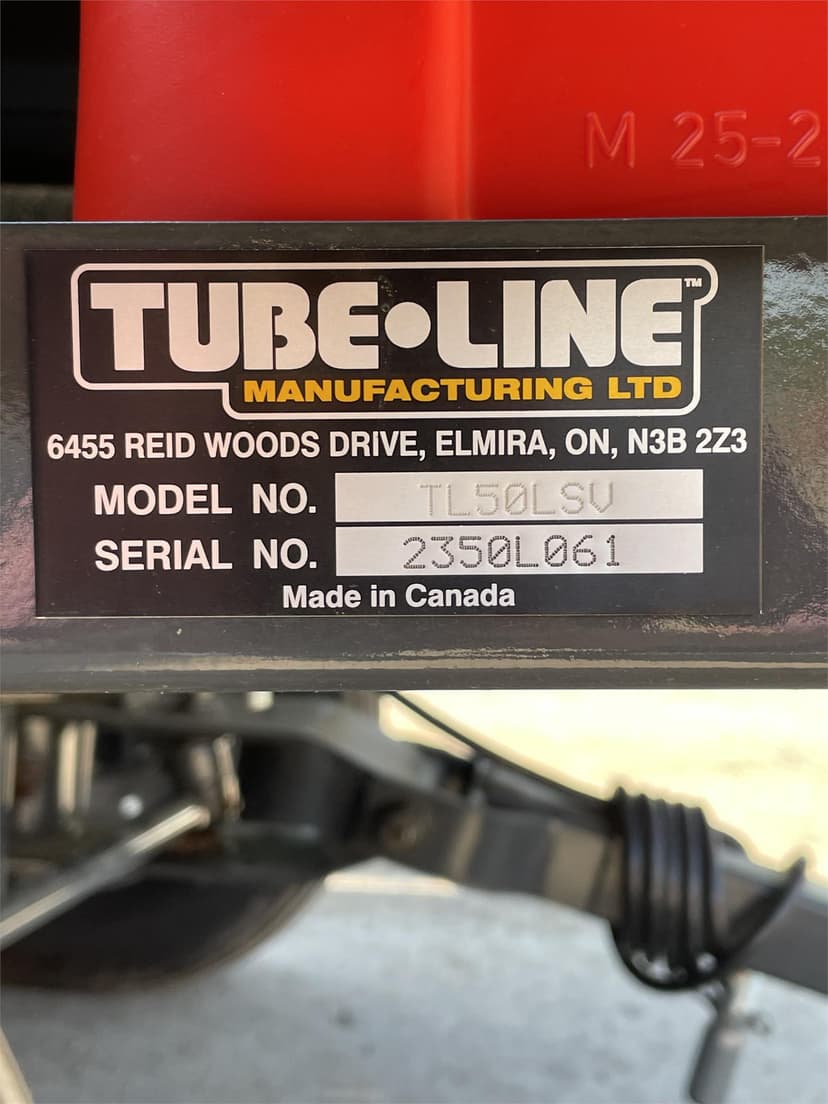 M 25-2
TUBE•LINE™
MANUFACTURING LTD
6455 REID WOODS DRIVE, ELMIRA, ON, N3B 2Z3
MODEL NO. TL50LSV
SERIAL NO. 2350L061
Made in Canada